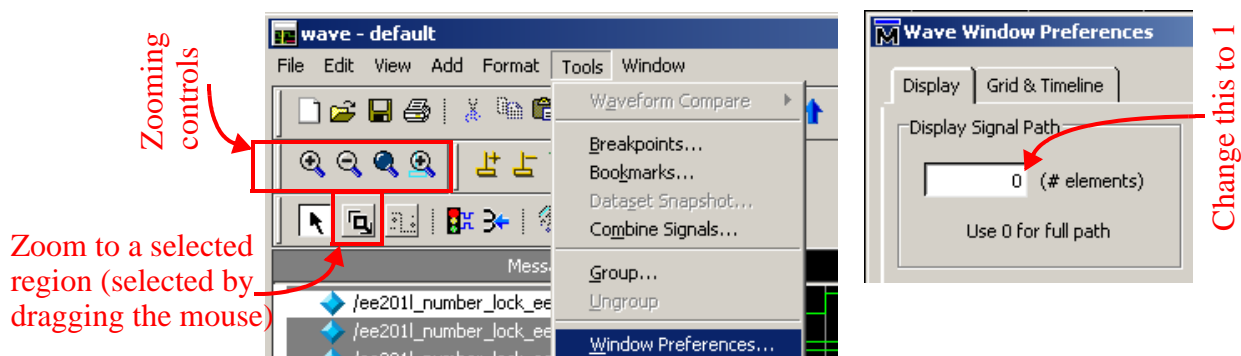 Zooming
controls
Zoom to a selected
region (selected by
dragging the mouse)
wave - default
File Edit View Add Format Tools Window
Waveform Compare
Breakpoints...
Bookmarks...
Dataset Snapshot...
Combine Signals...
Mess
Group...
Ungroup
Window Preferences...
/ee201l_number_lock_ee
/ee201l_number_lock_ee
/ee201l_number_lock_ee
Wave Window Preferences
Display Grid & Timeline
Display Signal Path
0 (# elements)
Use 0 for full path
Change this to 1